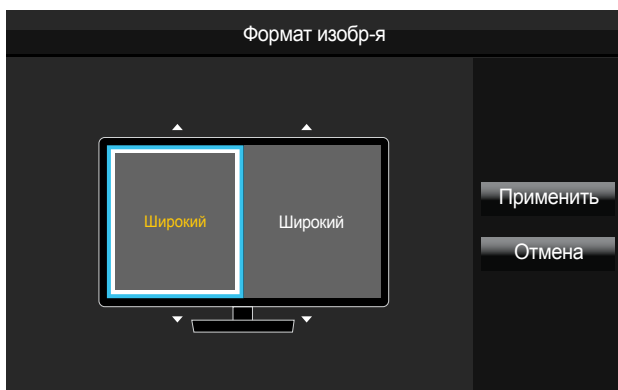 Формат изобр-я
Широкий
Широкий
Применить
Отмена